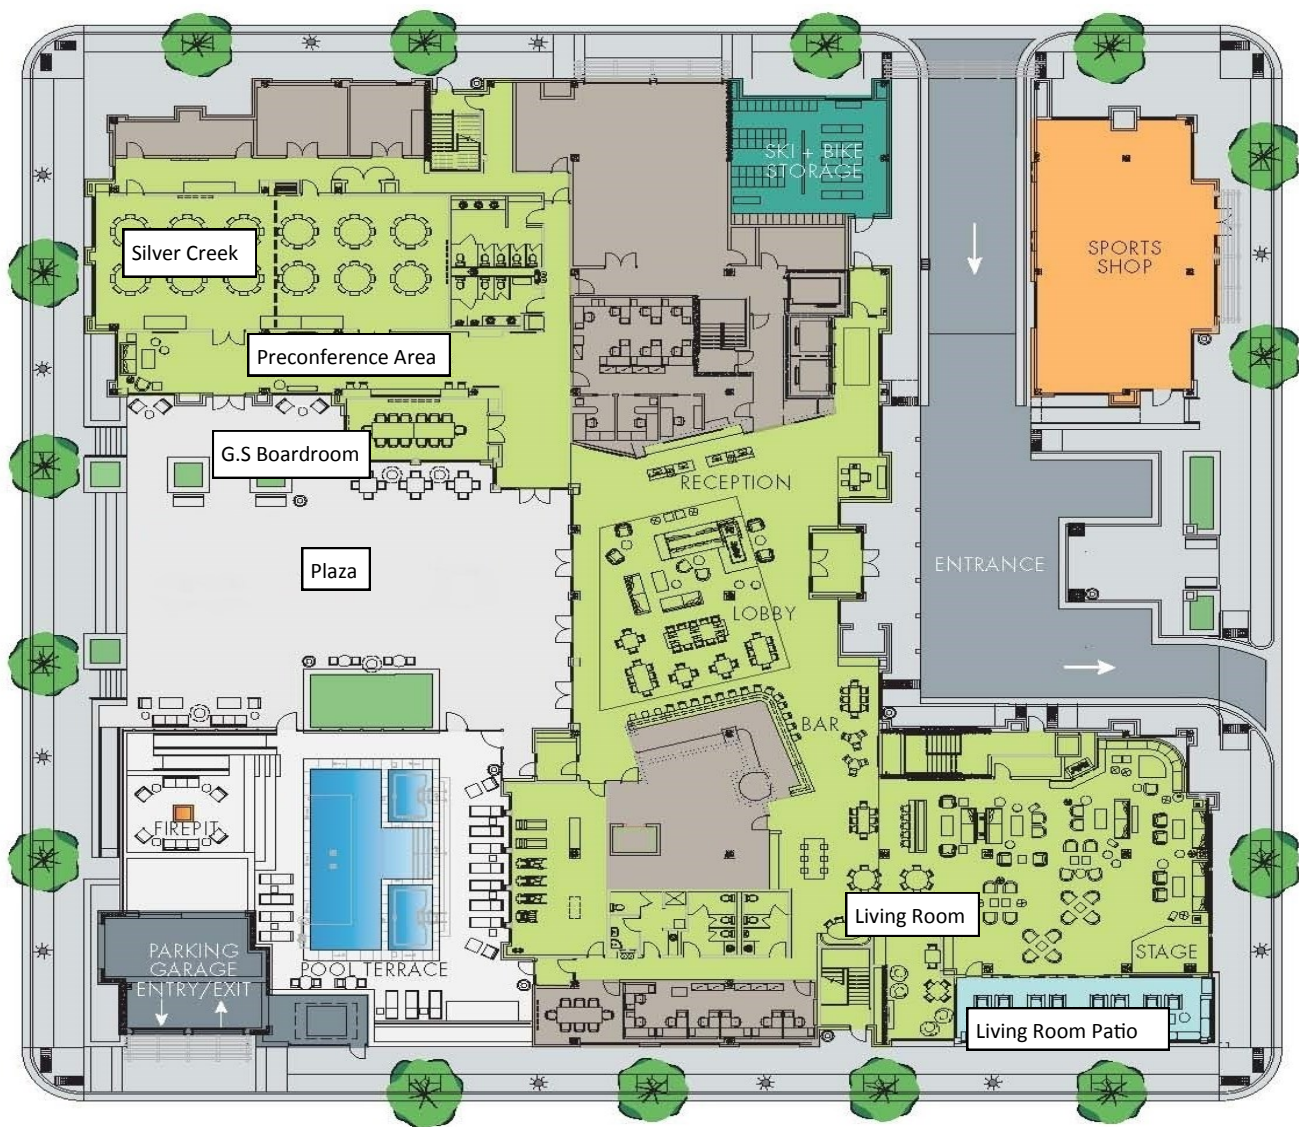 SKI + BIKE
STORAGE
SPORTS
SHOP
Silver Creek
Preconference Area
G.S Boardroom
RECEPTION
Plaza
ENTRANCE
LOBBY
BAR
FIREPIT
Living Room
STAGE
PARKING
GARAGE
ENTRY/EXIT
POOL TERRACE
Living Room Patio